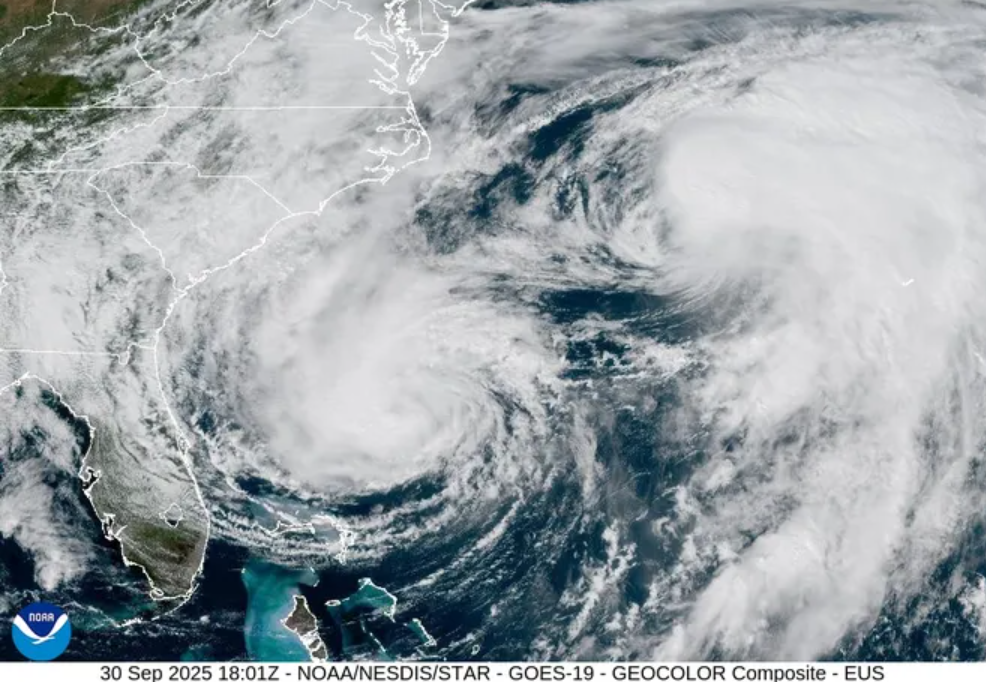 NOAA
30 Sep 2025 18:01Z - NOAA/NESDIS/STAR - GOES-19 - GEOCOLOR Composite - EUS